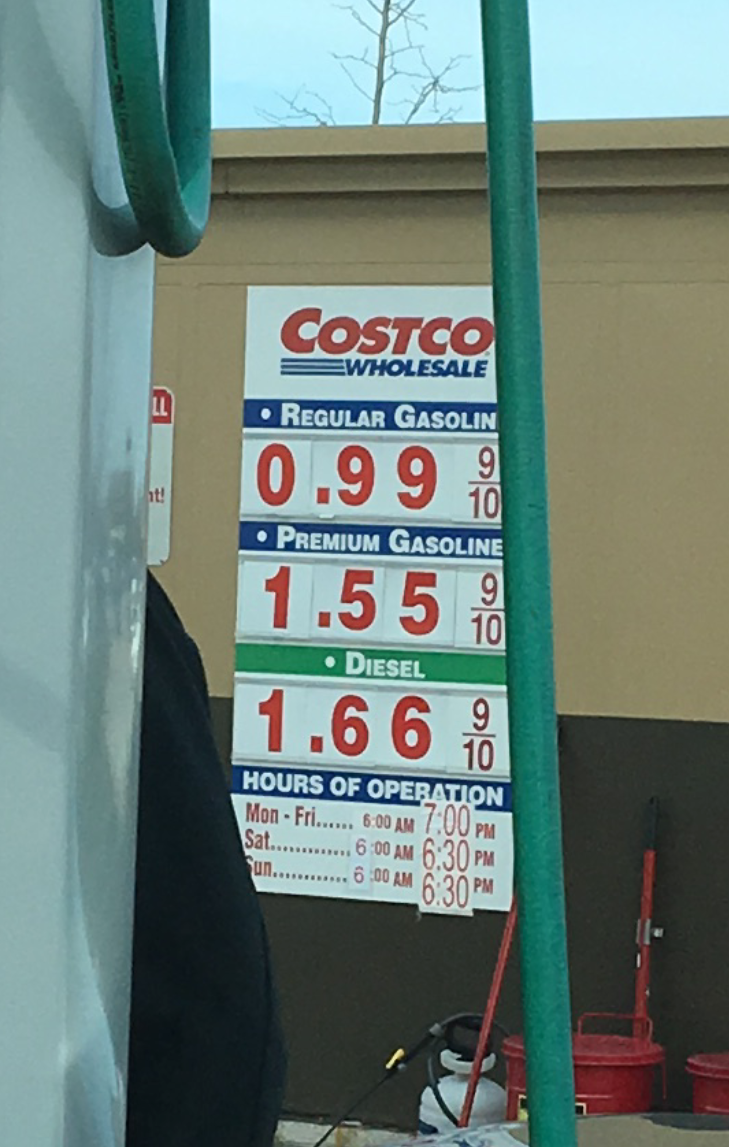 COSTCO
WHOLESALE
LL
• REGULAR GASOLIN
0.99 9/10
nt!
• PREMIUM GASOLINE
1.55 9/10
• DIESEL
1.66 9/10
HOURS OF OPERATION
Mon - Fri...... 6:00 AM 7:00 PM
Sat............. 6:00 AM 6:30 PM
Sun............ 6:00 AM 6:30 PM